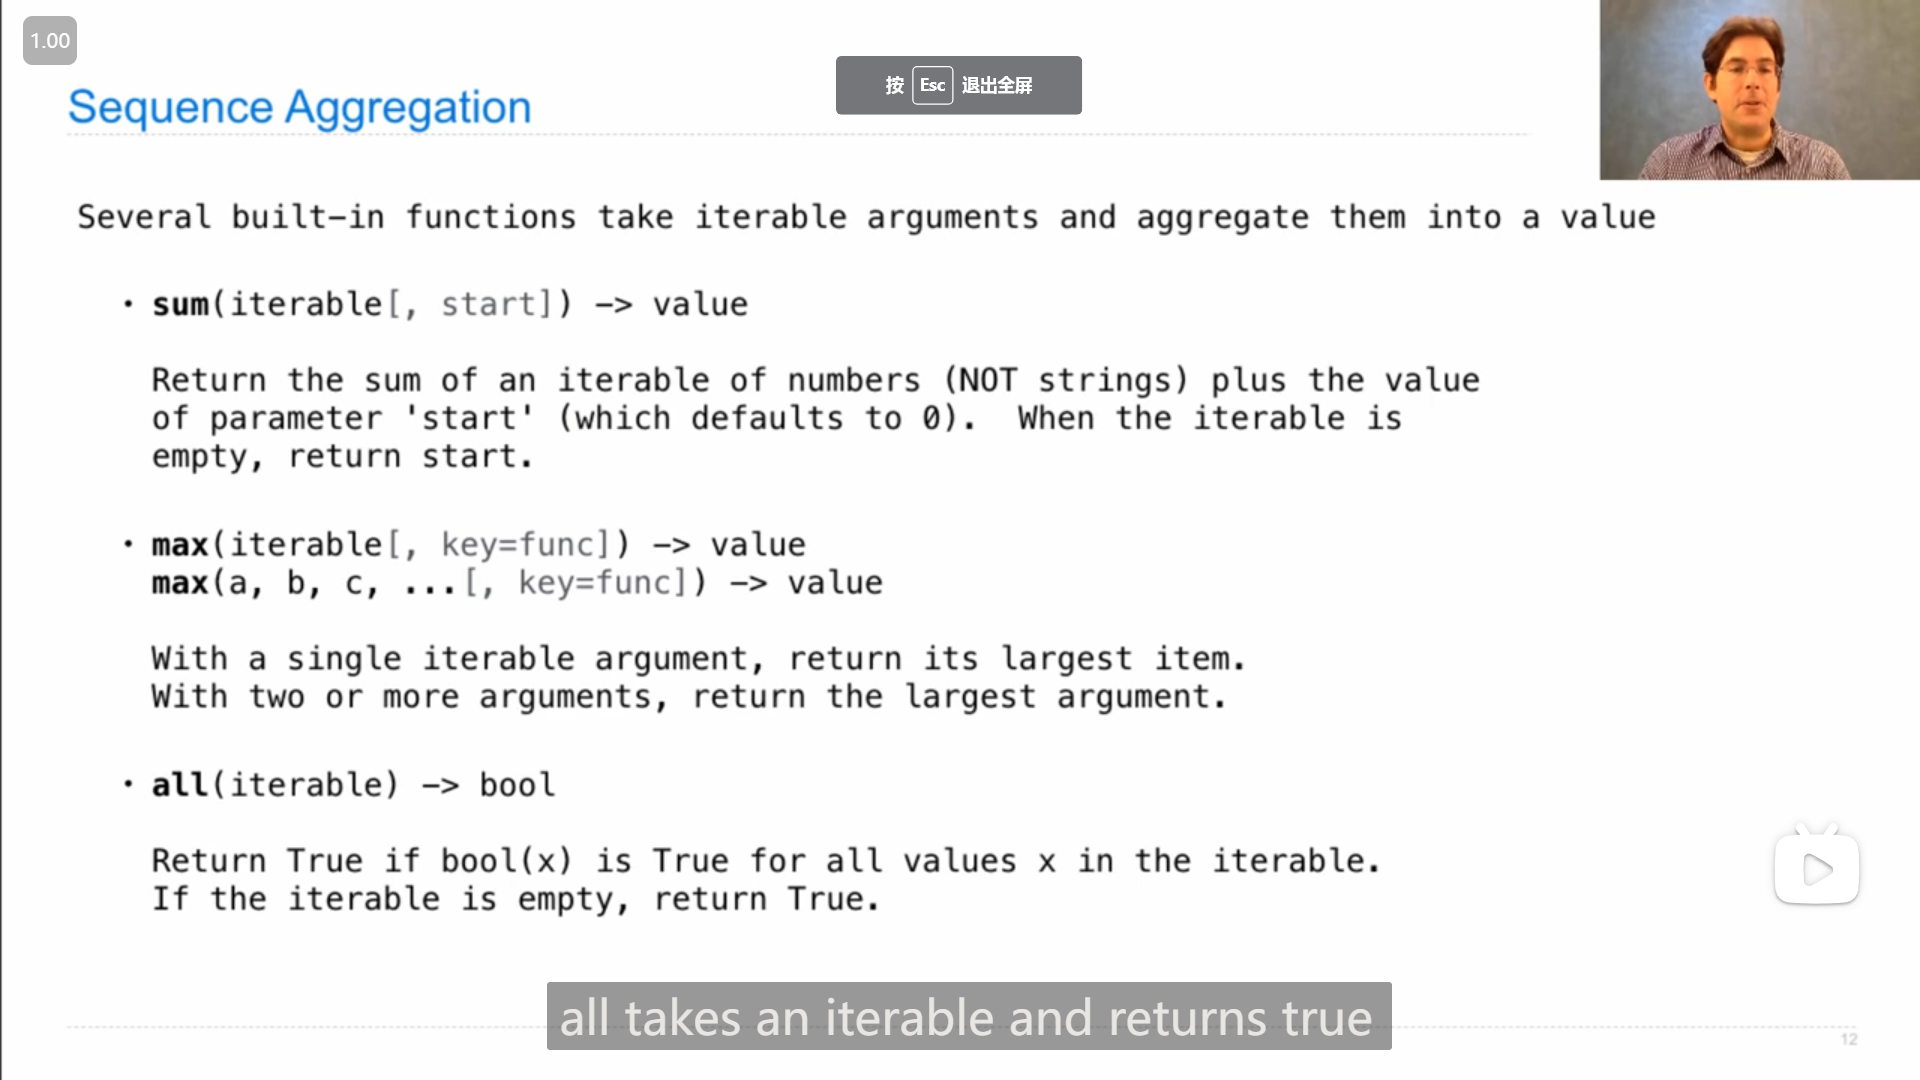 1.00
按 Esc 退出全屏
Sequence Aggregation
Several built-in functions take iterable arguments and aggregate them into a value
• sum(iterable[, start]) -> value
Return the sum of an iterable of numbers (NOT strings) plus the value
of parameter 'start' (which defaults to 0).  When the iterable is
empty, return start.
• max(iterable[, key=func]) -> value
max(a, b, c, ...[, key=func]) -> value
With a single iterable argument, return its largest item.
With two or more arguments, return the largest argument.
• all(iterable) -> bool
Return True if bool(x) is True for all values x in the iterable.
If the iterable is empty, return True.
all takes an iterable and returns true
12